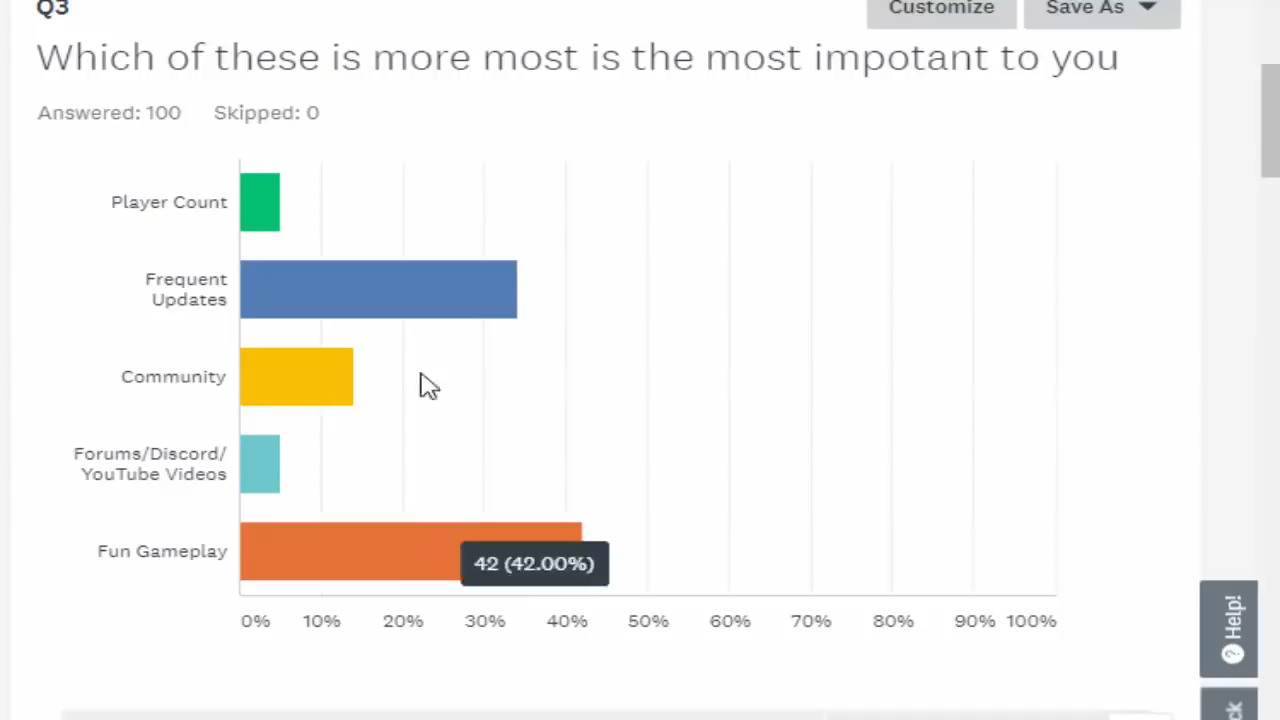 Q3
Customize
Save As
Which of these is more most is the most impotant to you
Answered: 100 Skipped: 0
Player Count
Frequent
Updates
Community
Forums/Discord/
YouTube Videos
Fun Gameplay
42 (42.00%)
0% 10% 20% 30% 40% 50% 60% 70% 80% 90% 100%
? Help!